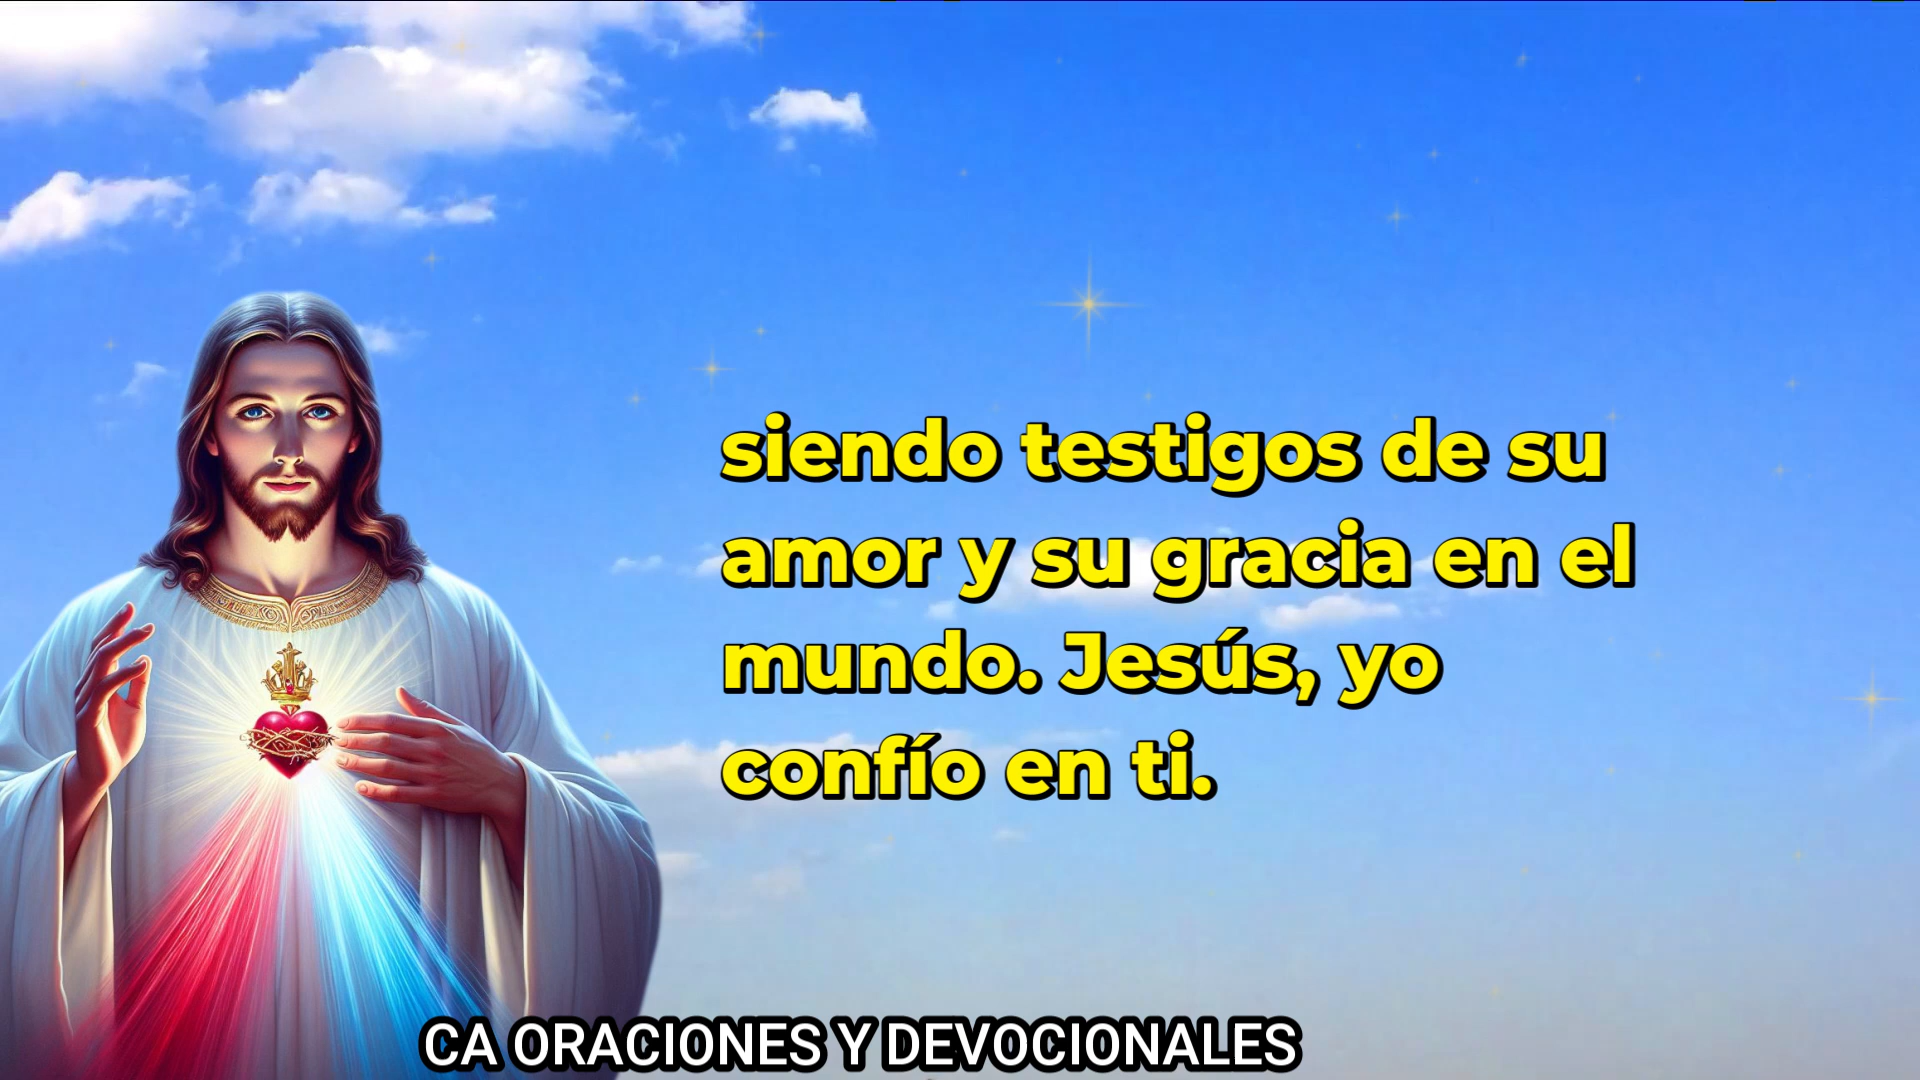 siendo testigos de su
amor y su gracia en el
mundo. Jesús, yo
confío en ti.
CA ORACIONES Y DEVOCIONALES